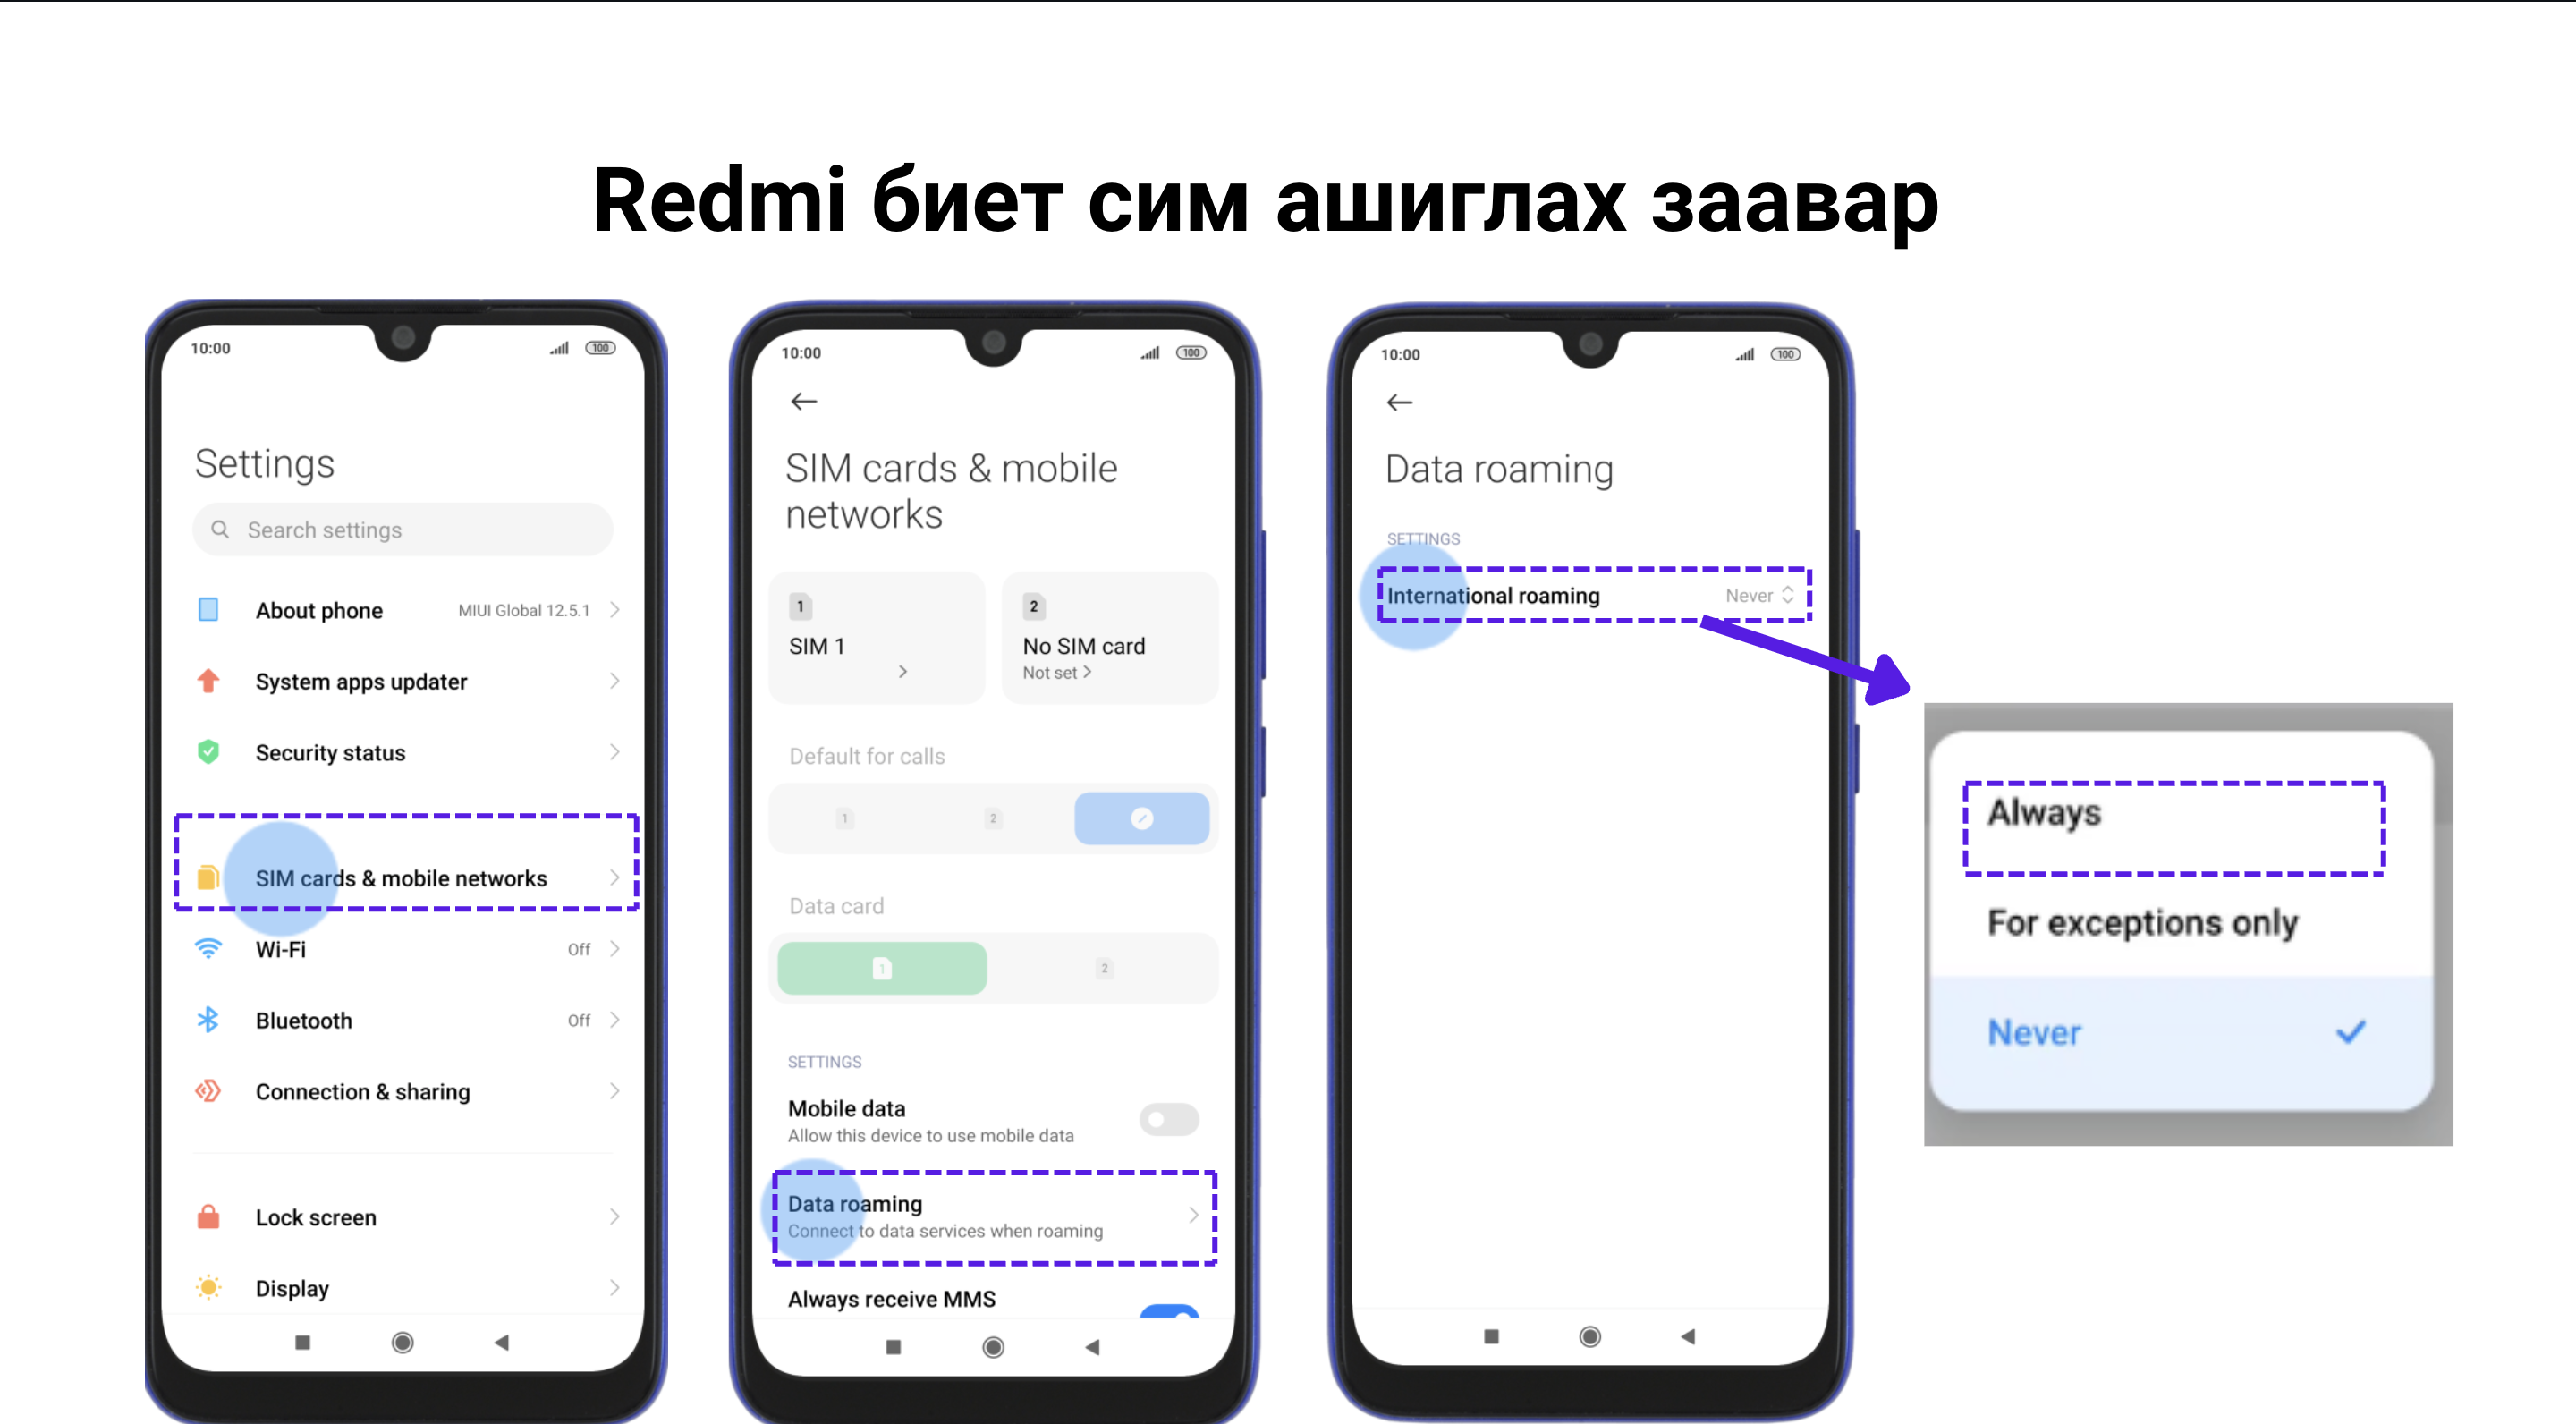 Redmi биет сим ашиглах заавар
10:00
100
Settings
Search settings
About phone MIUI Global 12.5.1
System apps updater
Security status
SIM cards & mobile networks
Wi-Fi Off
Bluetooth Off
Connection & sharing
Lock screen
Display
10:00
100
SIM cards & mobile
networks
1
SIM 1
2
No SIM card
Not set
Default for calls
1 2
Data card
1 2
SETTINGS
Mobile data
Allow this device to use mobile data
Data roaming
Connect to data services when roaming
Always receive MMS
10:00
100
Data roaming
SETTINGS
International roaming Never
Always
For exceptions only
Never